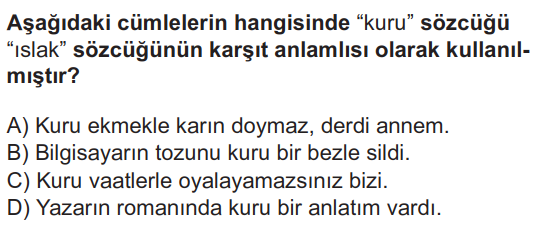 Aşağıdaki cümlelerin hangisinde “kuru” sözcüğü
“ıslak” sözcüğünün karşıt anlamlısı olarak kullanıl-
mıştır?
A) Kuru ekmekle karın doymaz, derdi annem.
B) Bilgisayarın tozunu kuru bir bezle sildi.
C) Kuru vaatlerle oyalayamazsınız bizi.
D) Yazarın romanında kuru bir anlatım vardı.